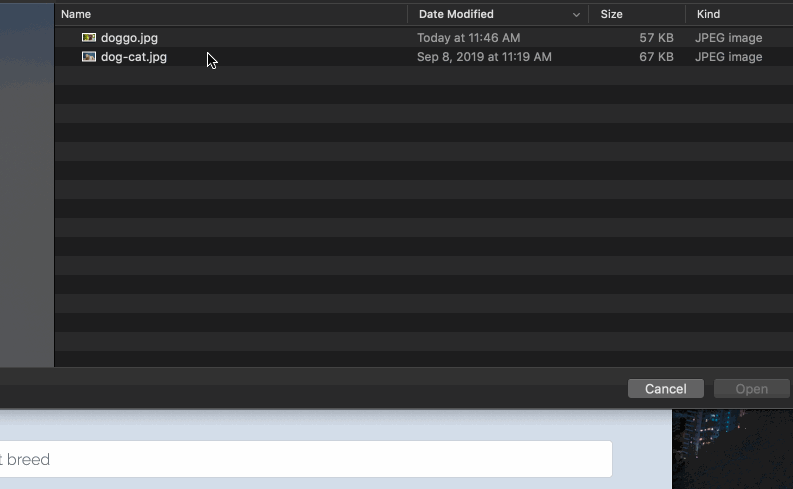 Name Date Modified Size Kind
doggo.jpg Today at 11:46 AM 57 KB JPEG image
dog-cat.jpg Sep 8, 2019 at 11:19 AM 67 KB JPEG image
Cancel Open
t breed